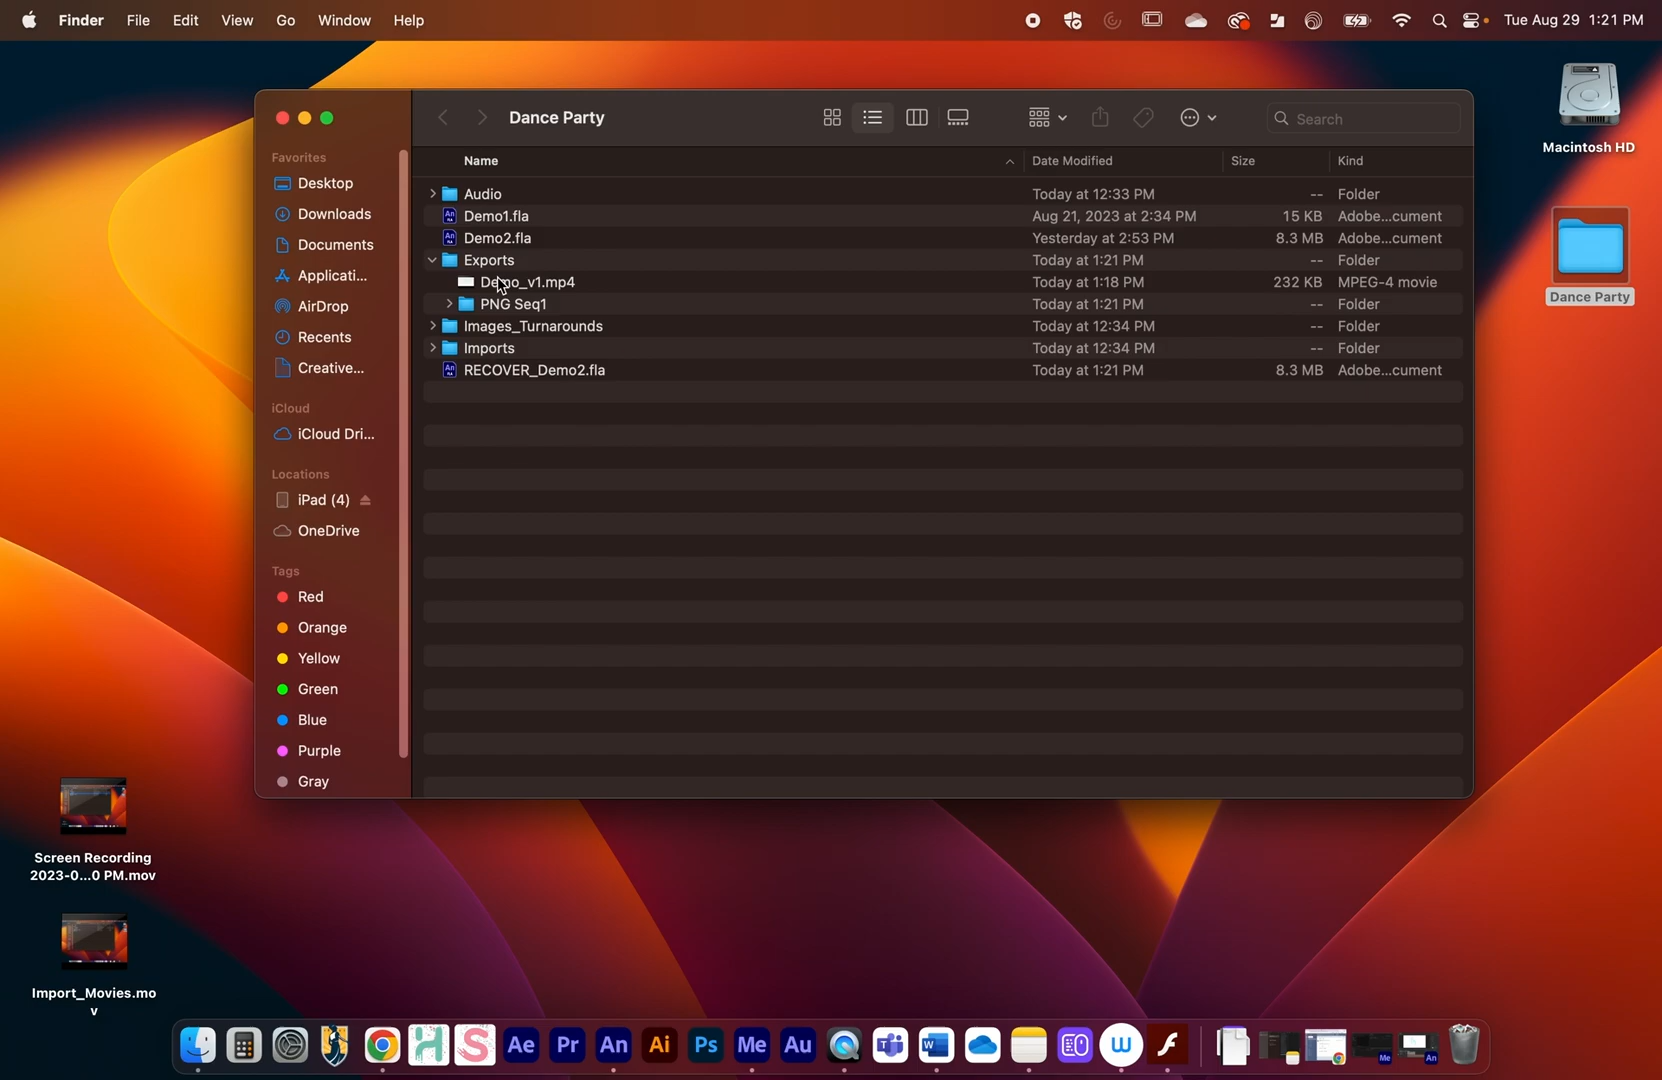 Finder File Edit View Go Window Help Tue Aug 29 1:21 PM
Dance Party Search
Favorites
Desktop
Downloads
Documents
Applicati...
AirDrop
Recents
Creative...
iCloud
iCloud Dri...
Locations
iPad (4)
OneDrive
Tags
Red
Orange
Yellow
Green
Blue
Purple
Gray
Name Date Modified Size Kind
Audio Today at 12:33 PM -- Folder
Demo1.fla Aug 21, 2023 at 2:34 PM 15 KB Adobe...cument
Demo2.fla Yesterday at 2:53 PM 8.3 MB Adobe...cument
Exports Today at 1:21 PM -- Folder
Demo_v1.mp4 Today at 1:18 PM 232 KB MPEG-4 movie
PNG Seq1 Today at 1:21 PM -- Folder
Images_Turnarounds Today at 12:34 PM -- Folder
Imports Today at 12:34 PM -- Folder
RECOVER_Demo2.fla Today at 1:21 PM 8.3 MB Adobe...cument
Macintosh HD
Dance Party
Screen Recording
2023-0...0 PM.mov
Import_Movies.mo
v
Ae Pr An Ai Ps Me Au W w Me An